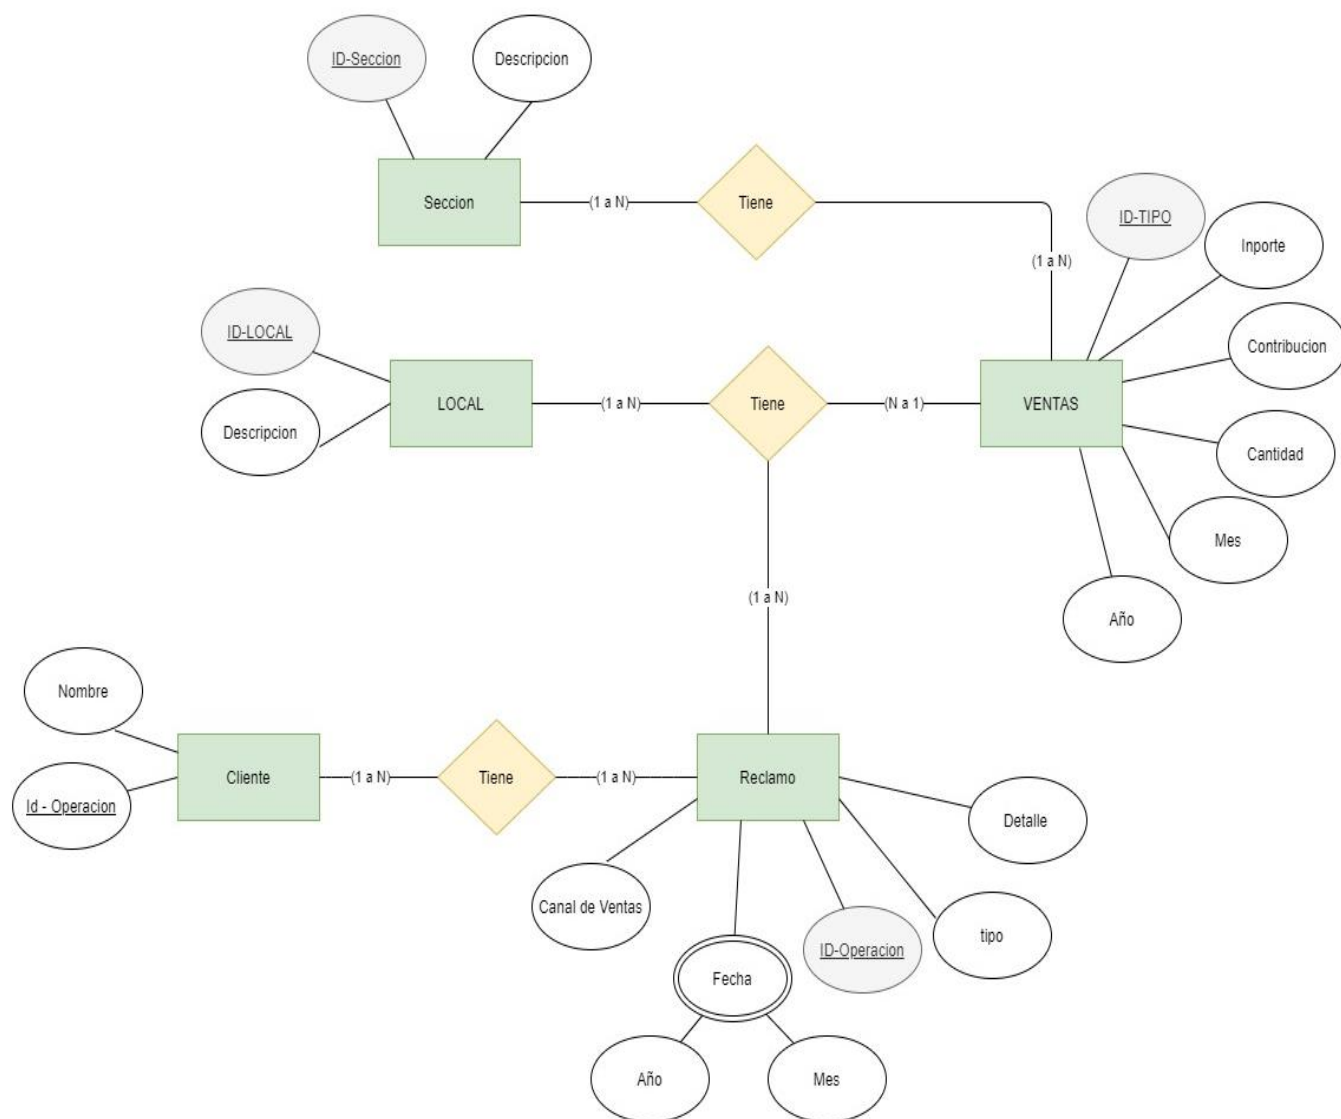 ID-Seccion
Descripcion
Seccion
(1 a N)
Tiene
(1 a N)
ID-TIPO
Inporte
ID-LOCAL
Descripcion
LOCAL
(1 a N)
Tiene
(N a 1)
VENTAS
Contribucion
Cantidad
Mes
Año
(1 a N)
Nombre
Id - Operacion
Cliente
(1 a N)
Tiene
(1 a N)
Reclamo
Detalle
Canal de Ventas
Fecha
ID-Operacion
tipo
Año
Mes